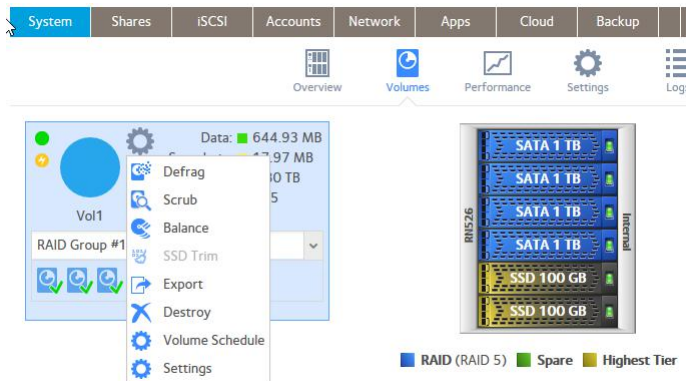 System Shares iSCSI Accounts Network Apps Cloud Backup
Overview Volumes Performance Settings
Data: 644.93 MB
17.97 MB
TB
5
Vol1
RAID Group #1
Defrag
Scrub
Balance
SSD Trim
Export
Destroy
Volume Schedule
Settings
RN526
SATA 1 TB
SATA 1 TB
SATA 1 TB
SATA 1 TB
SSD 100 GB
SSD 100 GB
Internal
RAID (RAID 5) Spare Highest Tier